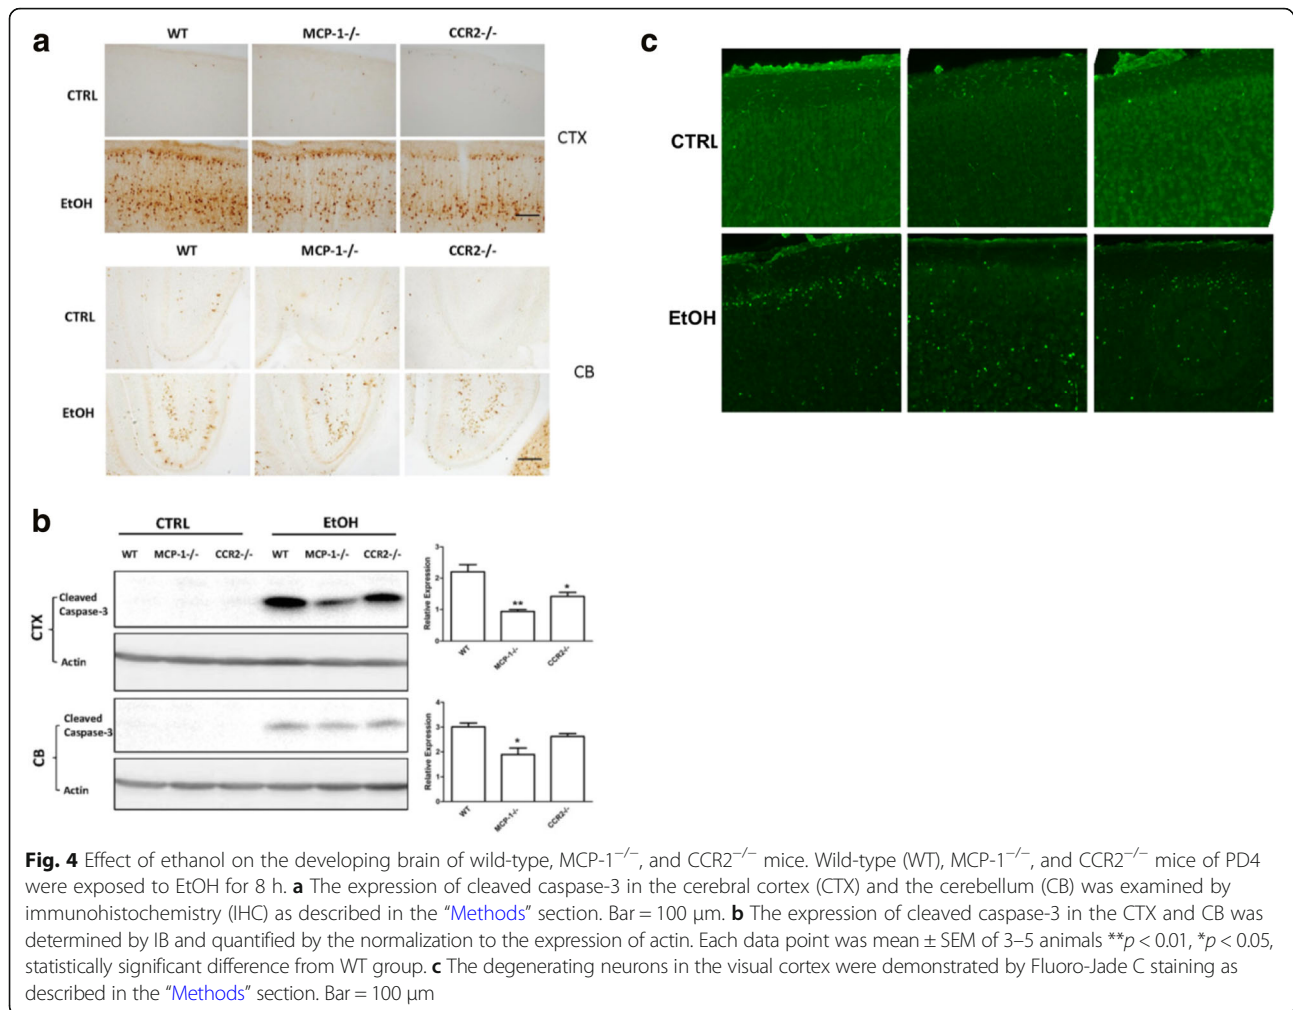 a
WT MCP-1-/- CCR2-/-
CTRL
CTX
EtOH
WT MCP-1-/- CCR2-/-
CTRL
CB
EtOH
c
CTRL
EtOH
b
CTRL EtOH
WT MCP-1-/- CCR2-/- WT MCP-1-/- CCR2-/-
CTX
Cleaved
Caspase-3
Actin
CB
Cleaved
Caspase-3
Actin
Relative Expression
3
2
1
0
**
*
WT MCP-1-/- CCR2-/-
Relative Expression
4
3
2
1
0
*
WT MCP-1-/- CCR2-/-
Fig. 4 Effect of ethanol on the developing brain of wild-type, MCP-1−/−, and CCR2−/− mice. Wild-type (WT), MCP-1−/−, and CCR2−/− mice of PD4
were exposed to EtOH for 8 h. a The expression of cleaved caspase-3 in the cerebral cortex (CTX) and the cerebellum (CB) was examined by
immunohistochemistry (IHC) as described in the “Methods” section. Bar = 100 μm. b The expression of cleaved caspase-3 in the CTX and CB was
determined by IB and quantified by the normalization to the expression of actin. Each data point was mean ± SEM of 3–5 animals **p < 0.01, *p < 0.05,
statistically significant difference from WT group. c The degenerating neurons in the visual cortex were demonstrated by Fluoro-Jade C staining as
described in the “Methods” section. Bar = 100 μm